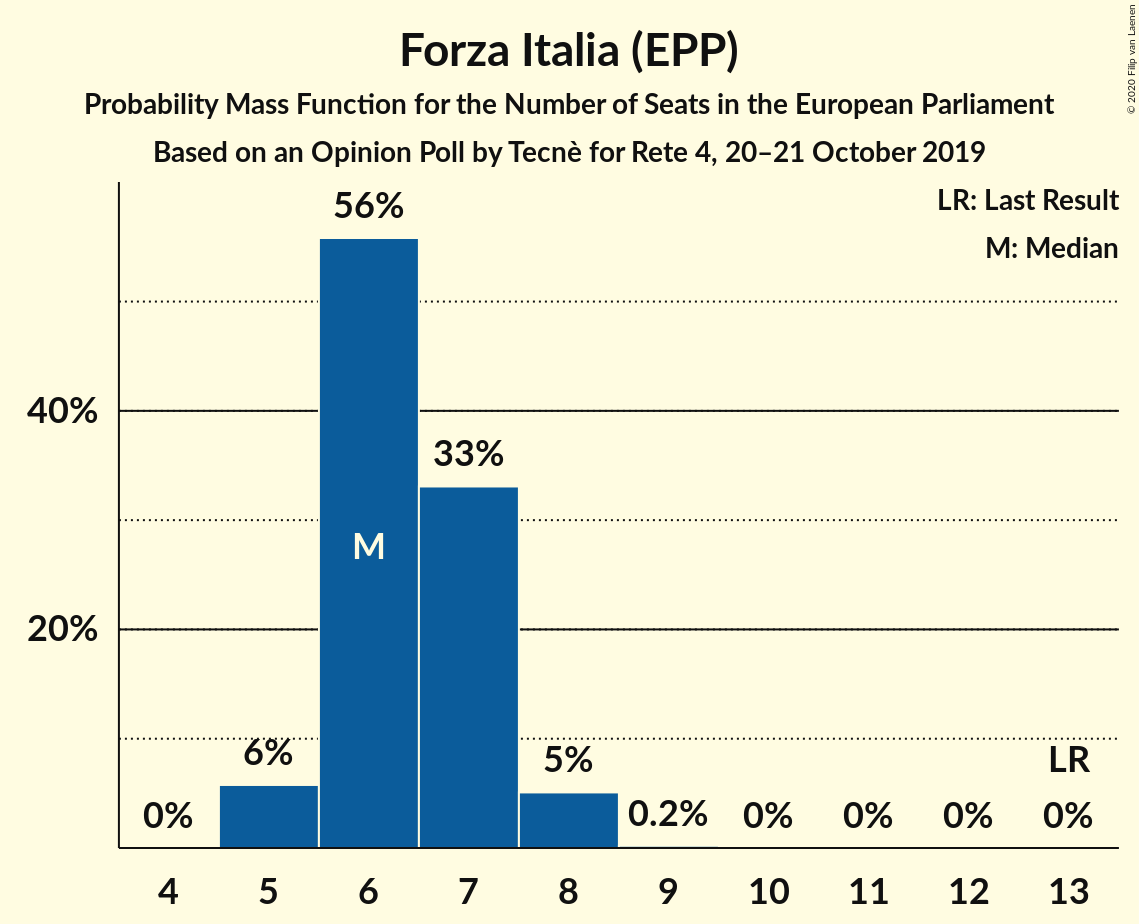 Forza Italia (EPP)
Probability Mass Function for the Number of Seats in the European Parliament
Based on an Opinion Poll by Tecnè for Rete 4, 20–21 October 2019
© 2020 Filip van Laenen
LR: Last Result
M: Median
56%
40%
33%
M
20%
6%
5%
LR
0%
0.2%
0%
0%
0%
0%
4 5 6 7 8 9 10 11 12 13